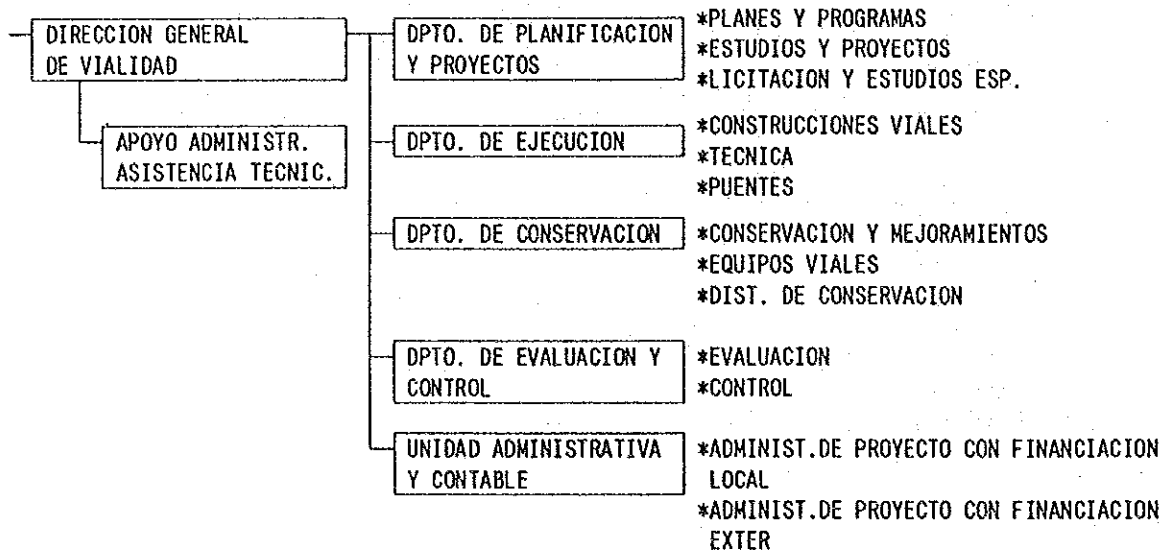 DIRECCION GENERAL
DE VIALIDAD
APOYO ADMINISTR.
ASISTENCIA TECNIC.
DPTO. DE PLANIFICACION
Y PROYECTOS
*PLANES Y PROGRAMAS
*ESTUDIOS Y PROYECTOS
*LICITACION Y ESTUDIOS ESP.
DPTO. DE EJECUCION
*CONSTRUCCIONES VIALES
*TECNICA
*PUENTES
DPTO. DE CONSERVACION
*CONSERVACION Y MEJORAMIENTOS
*EQUIPOS VIALES
*DIST. DE CONSERVACION
DPTO. DE EVALUACION Y
CONTROL
*EVALUACION
*CONTROL
UNIDAD ADMINISTRATIVA
Y CONTABLE
*ADMINIST.DE PROYECTO CON FINANCIACION
LOCAL
*ADMINIST.DE PROYECTO CON FINANCIACION
EXTER